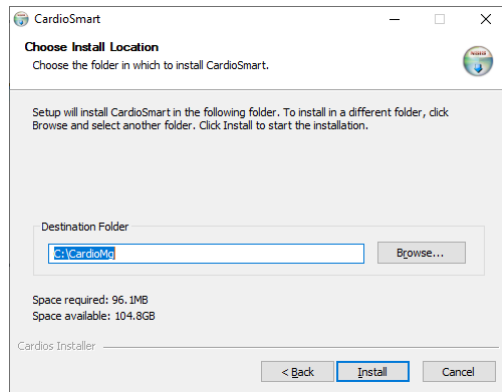 CardioSmart
Choose Install Location
Choose the folder in which to install CardioSmart.
Setup will install CardioSmart in the following folder. To install in a different folder, click
Browse and select another folder. Click Install to start the installation.
Destination Folder
C:\CardioMg
Browse...
Space required: 96.1MB
Space available: 104.8GB
Cardios Installer
< Back
Install
Cancel